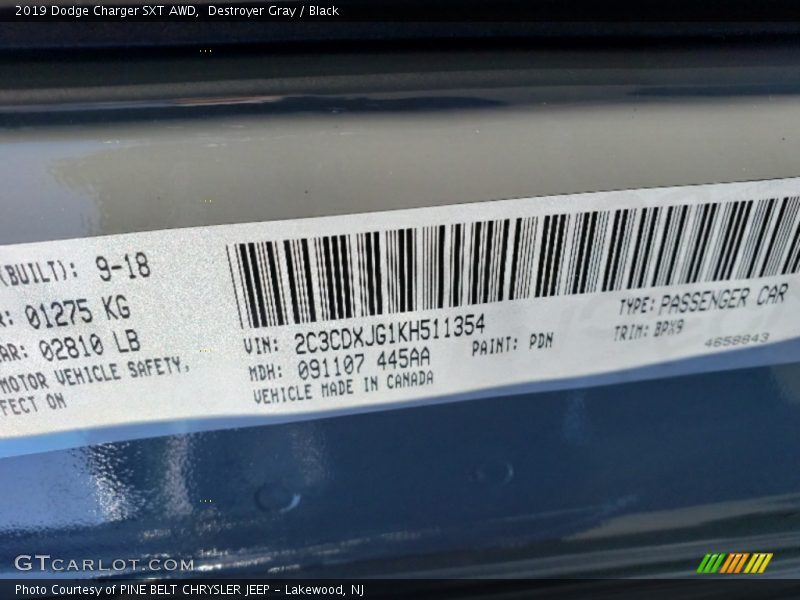 2019 Dodge Charger SXT AWD, Destroyer Gray / Black
(BUILT): 9-18
R: 01275 KG
AR: 02810 LB
MOTOR VEHICLE SAFETY,
FECT ON
VIN: 2C3CDXJG1KH511354
MDH: 091107 445AA
VEHICLE MADE IN CANADA
PAINT: PDN
TYPE: PASSENGER CAR
TRIM: BPX9
4658843
GTCARLOT.COM
Photo Courtesy of PINE BELT CHRYSLER JEEP - Lakewood, NJ